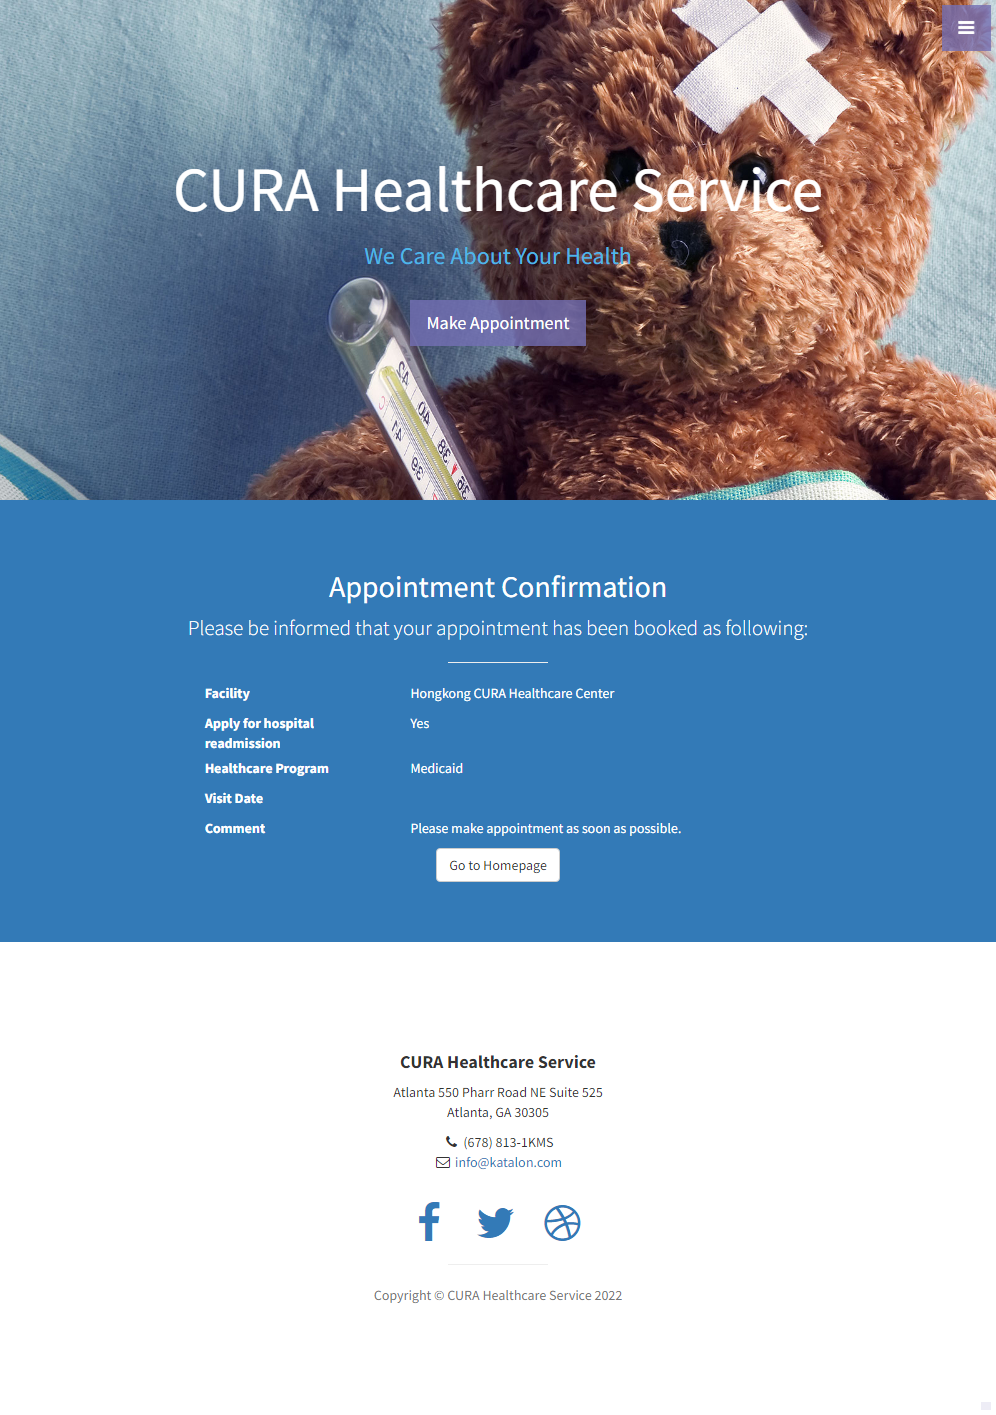 CURA Healthcare Service
We Care About Your Health
Make Appointment
42
40
Appointment Confirmation
Please be informed that your appointment has been booked as following:
Facility Hongkong CURA Healthcare Center
Apply for hospital readmission Yes
Healthcare Program Medicaid
Visit Date
Comment Please make appointment as soon as possible.
Go to Homepage
CURA Healthcare Service
Atlanta 550 Pharr Road NE Suite 525
Atlanta, GA 30305
(678) 813-1KMS
info@katalon.com
Copyright © CURA Healthcare Service 2022